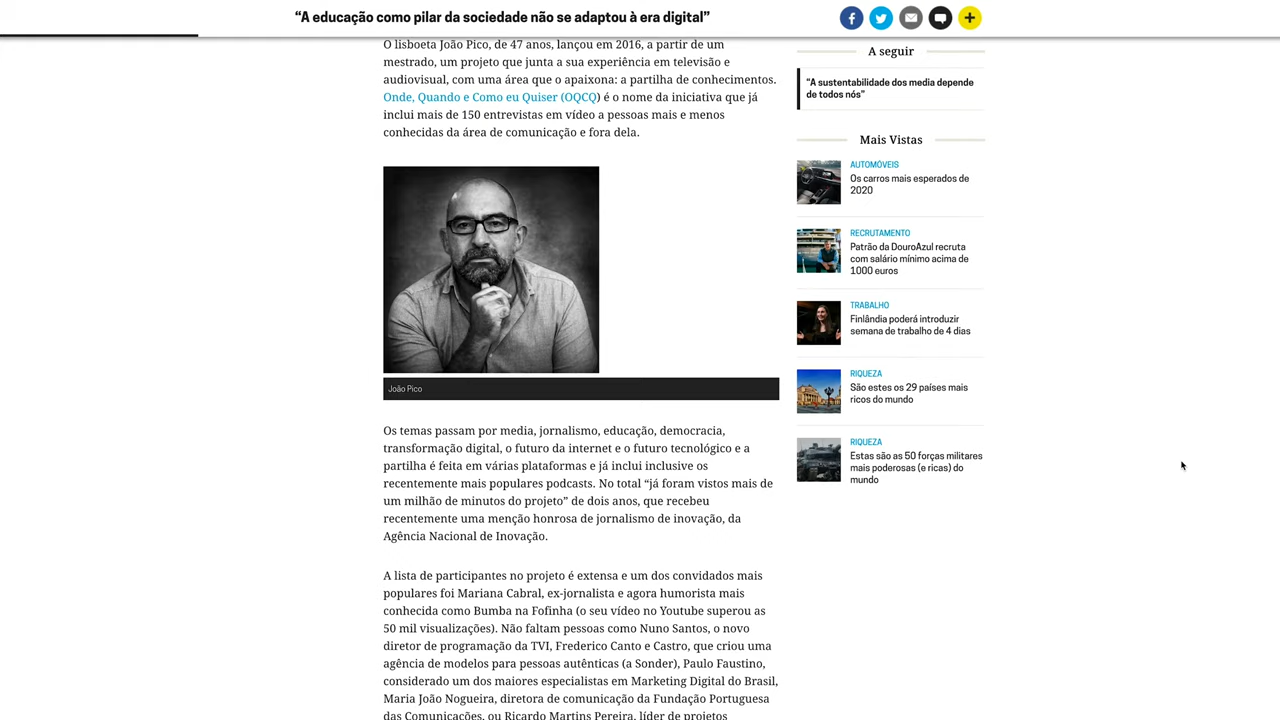 “A educação como pilar da sociedade não se adaptou à era digital”
O lisboeta João Pico, de 47 anos, lançou em 2016, a partir de um
mestrado, um projeto que junta a sua experiência em televisão e
audiovisual, com uma área que o apaixona: a partilha de conhecimentos.
Onde, Quando e Como eu Quiser (OQCQ) é o nome da iniciativa que já
inclui mais de 150 entrevistas em vídeo a pessoas mais e menos
conhecidas da área de comunicação e fora dela.
João Pico
Os temas passam por media, jornalismo, educação, democracia,
transformação digital, o futuro da internet e o futuro tecnológico e a
partilha é feita em várias plataformas e já inclui inclusive os
recentemente mais populares podcasts. No total “já foram vistos mais de
um milhão de minutos do projeto” de dois anos, que recebeu
recentemente uma menção honrosa de jornalismo de inovação, da
Agência Nacional de Inovação.
A lista de participantes no projeto é extensa e um dos convidados mais
populares foi Mariana Cabral, ex-jornalista e agora humorista mais
conhecida como Bumba na Fofinha (o seu vídeo no Youtube superou as
50 mil visualizações). Não faltam pessoas como Nuno Santos, o novo
diretor de programação da TVI, Frederico Canto e Castro, que criou uma
agência de modelos para pessoas autênticas (a Sonder), Paulo Faustino,
considerado um dos maiores especialistas em Marketing Digital do Brasil,
Maria João Nogueira, diretora de comunicação da Fundação Portuguesa
das Comunicações, ou Ricardo Martins Pereira, líder de projetos
A seguir
“A sustentabilidade dos media depende
de todos nós”
Mais Vistas
AUTOMÓVEIS
Os carros mais esperados de
2020
RECRUTAMENTO
Patrão da DouroAzul recruta
com salário mínimo acima de
1000 euros
TRABALHO
Finlândia poderá introduzir
semana de trabalho de 4 dias
RIQUEZA
São estes os 29 países mais
ricos do mundo
RIQUEZA
Estas são as 50 forças militares
mais poderosas (e ricas) do
mundo